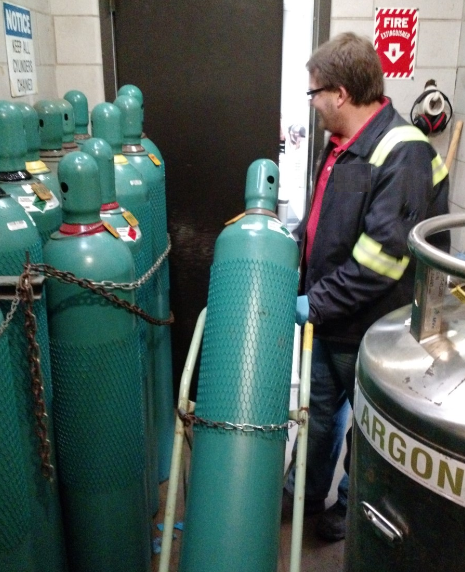 NOTICE
KEEP
ALL
CYLINDERS
CHAINED
FIRE
EXTINGUISHER
ARGON